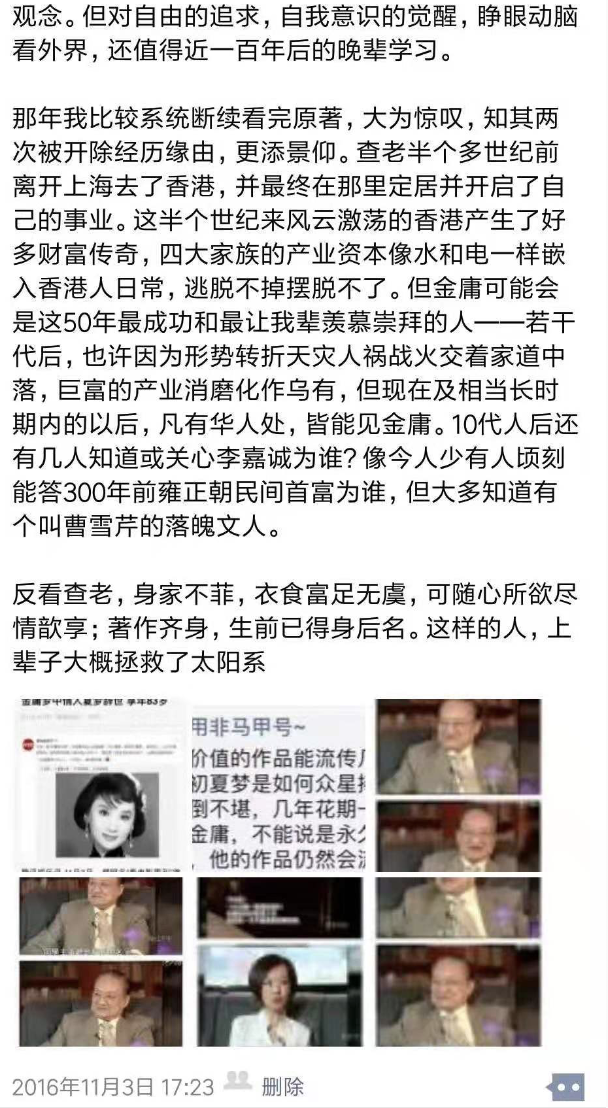 观念。但对自由的追求，自我意识的觉醒，睁眼动脑
看外界，还值得近一百年后的晚辈学习。
那年我比较系统断续看完原著，大为惊叹，知其两
次被开除经历缘由，更添景仰。查老半个多世纪前
离开上海去了香港，并最终在那里定居并开启了自
己的事业。这半个世纪来风云激荡的香港产生了好
多财富传奇，四大家族的产业资本像水和电一样嵌
入香港人日常，逃脱不掉摆脱不了。但金庸可能会
是这50年最成功和最让我辈羡慕崇拜的人——若干
代后，也许因为形势转折天灾人祸战火交着家道中
落，巨富的产业消磨化作乌有，但现在及相当长时
期内的以后，凡有华人处，皆能见金庸。10代人后还
有几人知道或关心李嘉诚为谁？像今人少有人顷刻
能答300年前雍正朝民间首富为谁，但大多知道有
个叫曹雪芹的落魄文人。
反看查老，身家不菲，衣食富足无虞，可随心所欲尽
情歆享；著作齐身，生前已得身后名。这样的人，上
辈子大概拯救了太阳系
金庸梦中情人夏梦辞世 享年83岁
用非马甲号~
价值的作品能流传
初夏梦是如何众星
到不堪，几年花期一
金庸，不能说是永
，他的作品仍然会
2016年11月3日 17:23
删除